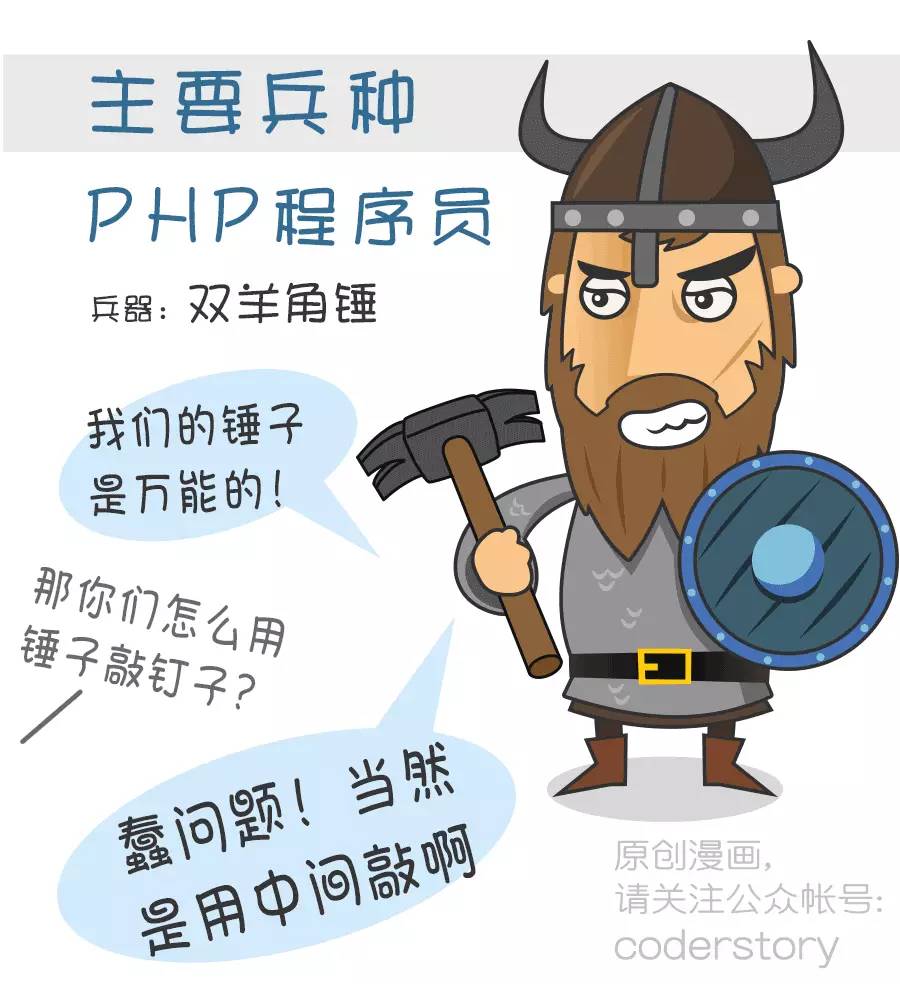 主要兵种
PHP程序员
兵器：双羊角锤
我们的锤子
是万能的！
那你们怎么用
锤子敲钉子？
蠢问题！当然
是用中间敲啊
原创漫画，
请关注公众帐号：
coderstory